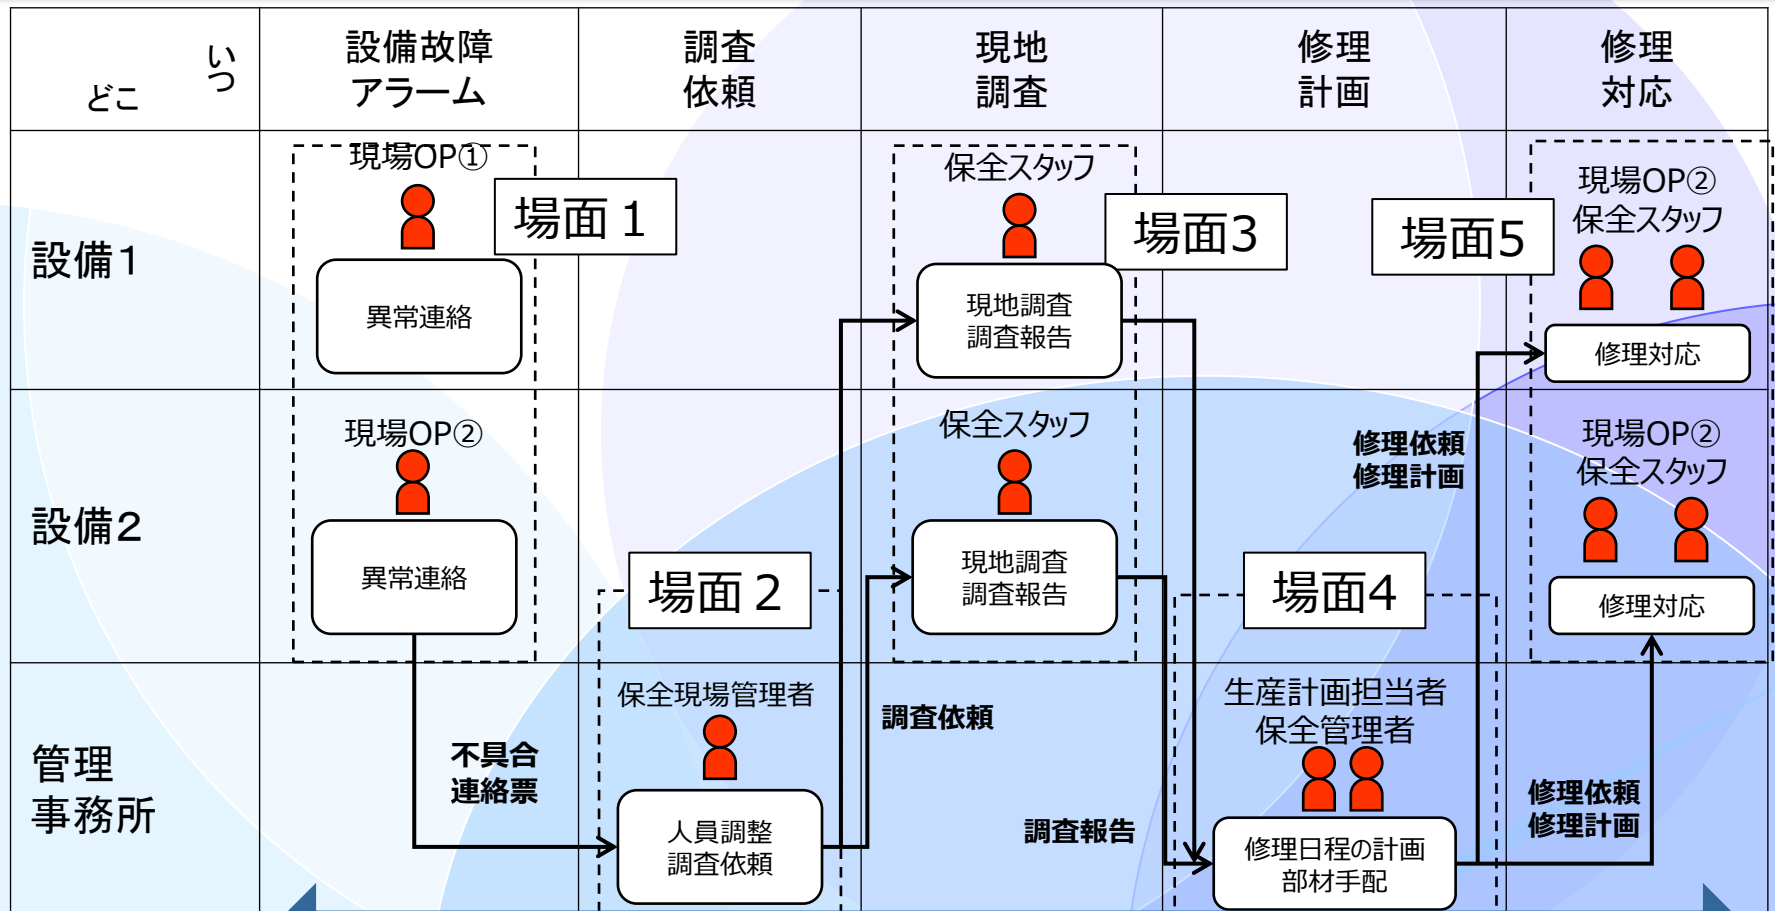 いつ
どこ
設備故障
アラーム
調査
依頼
現地
調査
修理
計画
修理
対応
設備1
現場OP①
異常連絡
場面１
保全スタッフ
現地調査
調査報告
場面3
場面5
現場OP②
保全スタッフ
修理対応
設備2
現場OP②
異常連絡
場面２
保全スタッフ
現地調査
調査報告
場面4
修理依頼
修理計画
現場OP②
保全スタッフ
修理対応
管理
事務所
不具合
連絡票
保全現場管理者
人員調整
調査依頼
調査依頼
調査報告
生産計画担当者
保全管理者
修理日程の計画
部材手配
修理依頼
修理計画